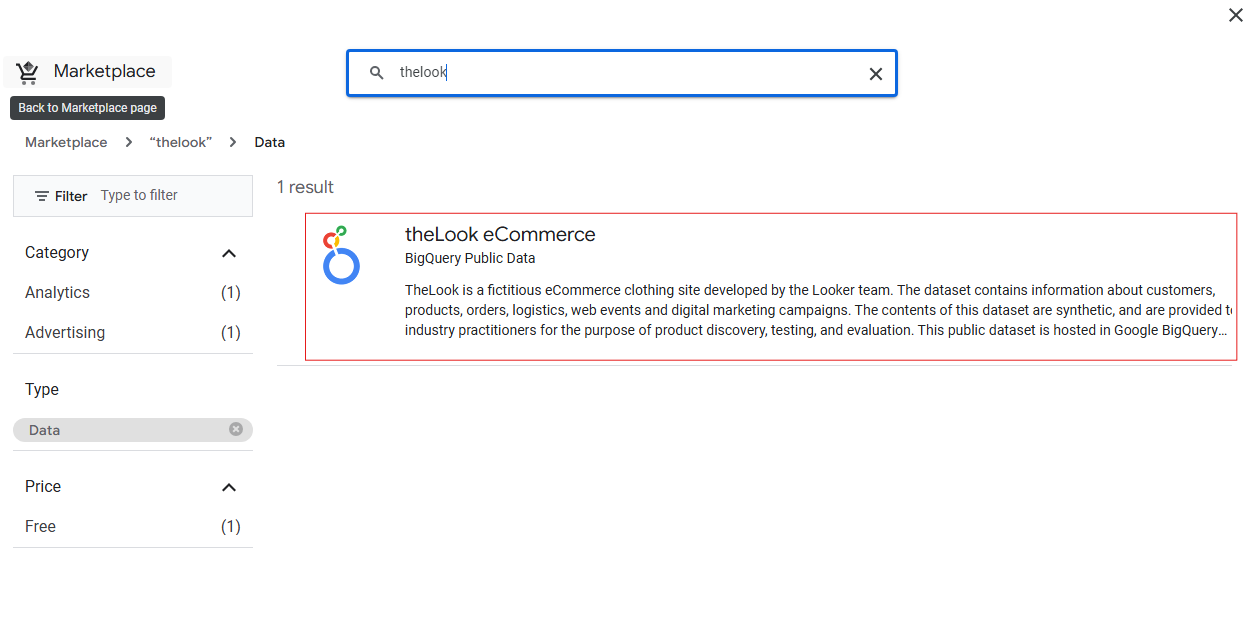 thelook
Marketplace
Back to Marketplace page
Marketplace > “thelook” > Data
Filter Type to filter
Category
Analytics (1)
Advertising (1)
Type
Data
Price
Free (1)
1 result
theLook eCommerce
BigQuery Public Data
TheLook is a fictitious eCommerce clothing site developed by the Looker team. The dataset contains information about customers,
products, orders, logistics, web events and digital marketing campaigns. The contents of this dataset are synthetic, and are provided t
industry practitioners for the purpose of product discovery, testing, and evaluation. This public dataset is hosted in Google BigQuery...